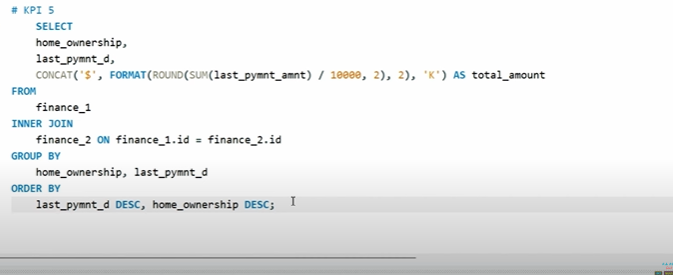 # KPI 5
SELECT
home_ownership,
last_pymnt_d,
CONCAT('$', FORMAT(ROUND(SUM(last_pymnt_amnt) / 10000, 2), 2), 'K') AS total_amount
FROM
finance_1
INNER JOIN
finance_2 ON finance_1.id = finance_2.id
GROUP BY
home_ownership, last_pymnt_d
ORDER BY
last_pymnt_d DESC, home_ownership DESC;